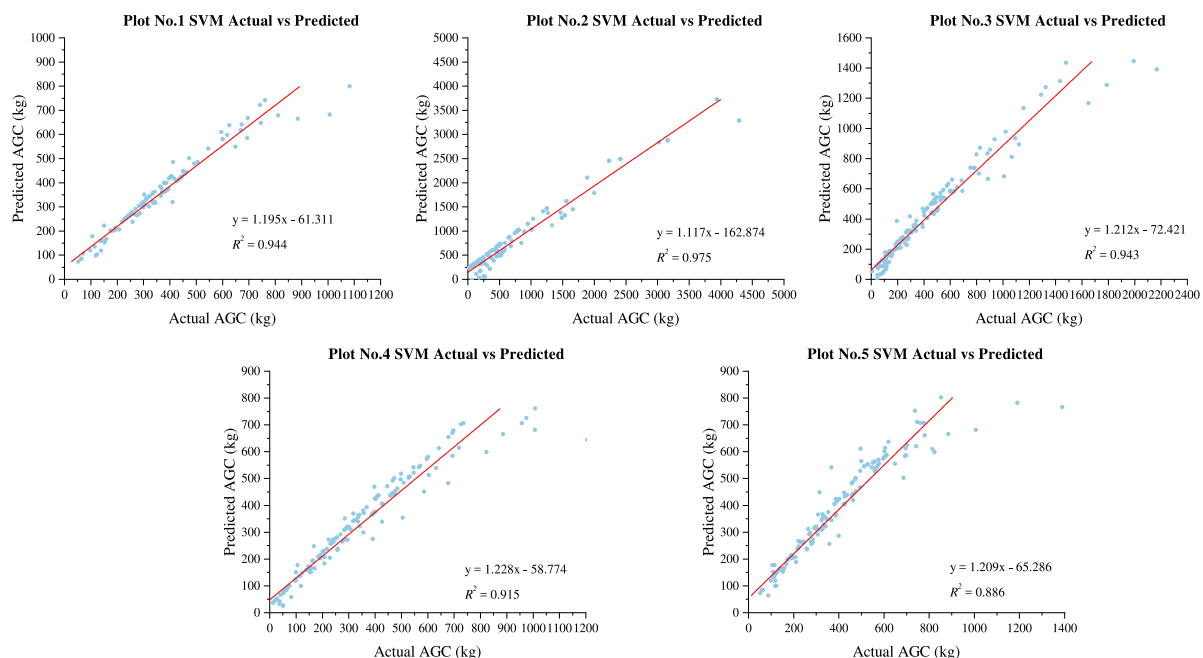 Plot No.1 SVM Actual vs Predicted
1000
900
800
700
600
500
400
300
200
100
0
0 100 200 300 400 500 600 700 800 900 1000 1100 1200
Predicted AGC (kg)
Actual AGC (kg)
y = 1.195x - 61.311
R² = 0.944
Plot No.2 SVM Actual vs Predicted
5000
4500
4000
3500
3000
2500
2000
1500
1000
500
0
0 500 1000 1500 2000 2500 3000 3500 4000 4500 5000
Predicted AGC (kg)
Actual AGC (kg)
y = 1.117x - 162.874
R² = 0.975
Plot No.3 SVM Actual vs Predicted
1600
1400
1200
1000
800
600
400
200
0
0 200 400 600 800 1000 1200 1400 1600 1800 2000 2200 2400
Predicted AGC (kg)
Actual AGC (kg)
y = 1.212x - 72.421
R² = 0.943
Plot No.4 SVM Actual vs Predicted
900
800
700
600
500
400
300
200
100
0
0 100 200 300 400 500 600 700 800 900 1000 1100 1200
Predicted AGC (kg)
Actual AGC (kg)
y = 1.228x - 58.774
R² = 0.915
Plot No.5 SVM Actual vs Predicted
900
800
700
600
500
400
300
200
100
0
0 200 400 600 800 1000 1200 1400
Predicted AGC (kg)
Actual AGC (kg)
y = 1.209x - 65.286
R² = 0.886